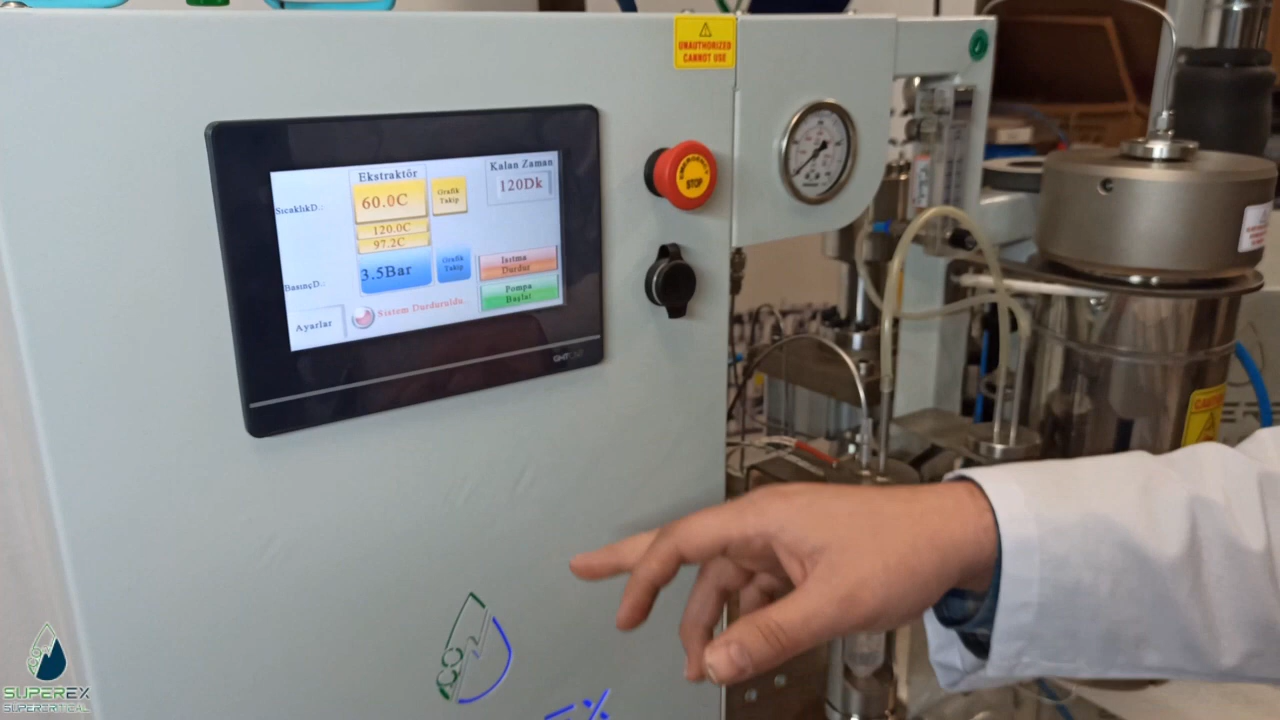 UNAUTHORIZED
CANNOT USE
Ekstraktör
Kalan Zaman
SıcaklıkD.:
60.0C
Grafik
Takip
120Dk
120.0C
97.2C
BasınçD.:
3.5Bar
Grafik
Takip
Isıtma
Durdur
Pompa
Başlat
Ayarlar
Sistem Durduruldu
EMERGENCY
STOP
SUPEREX
SUPERCRITICAL